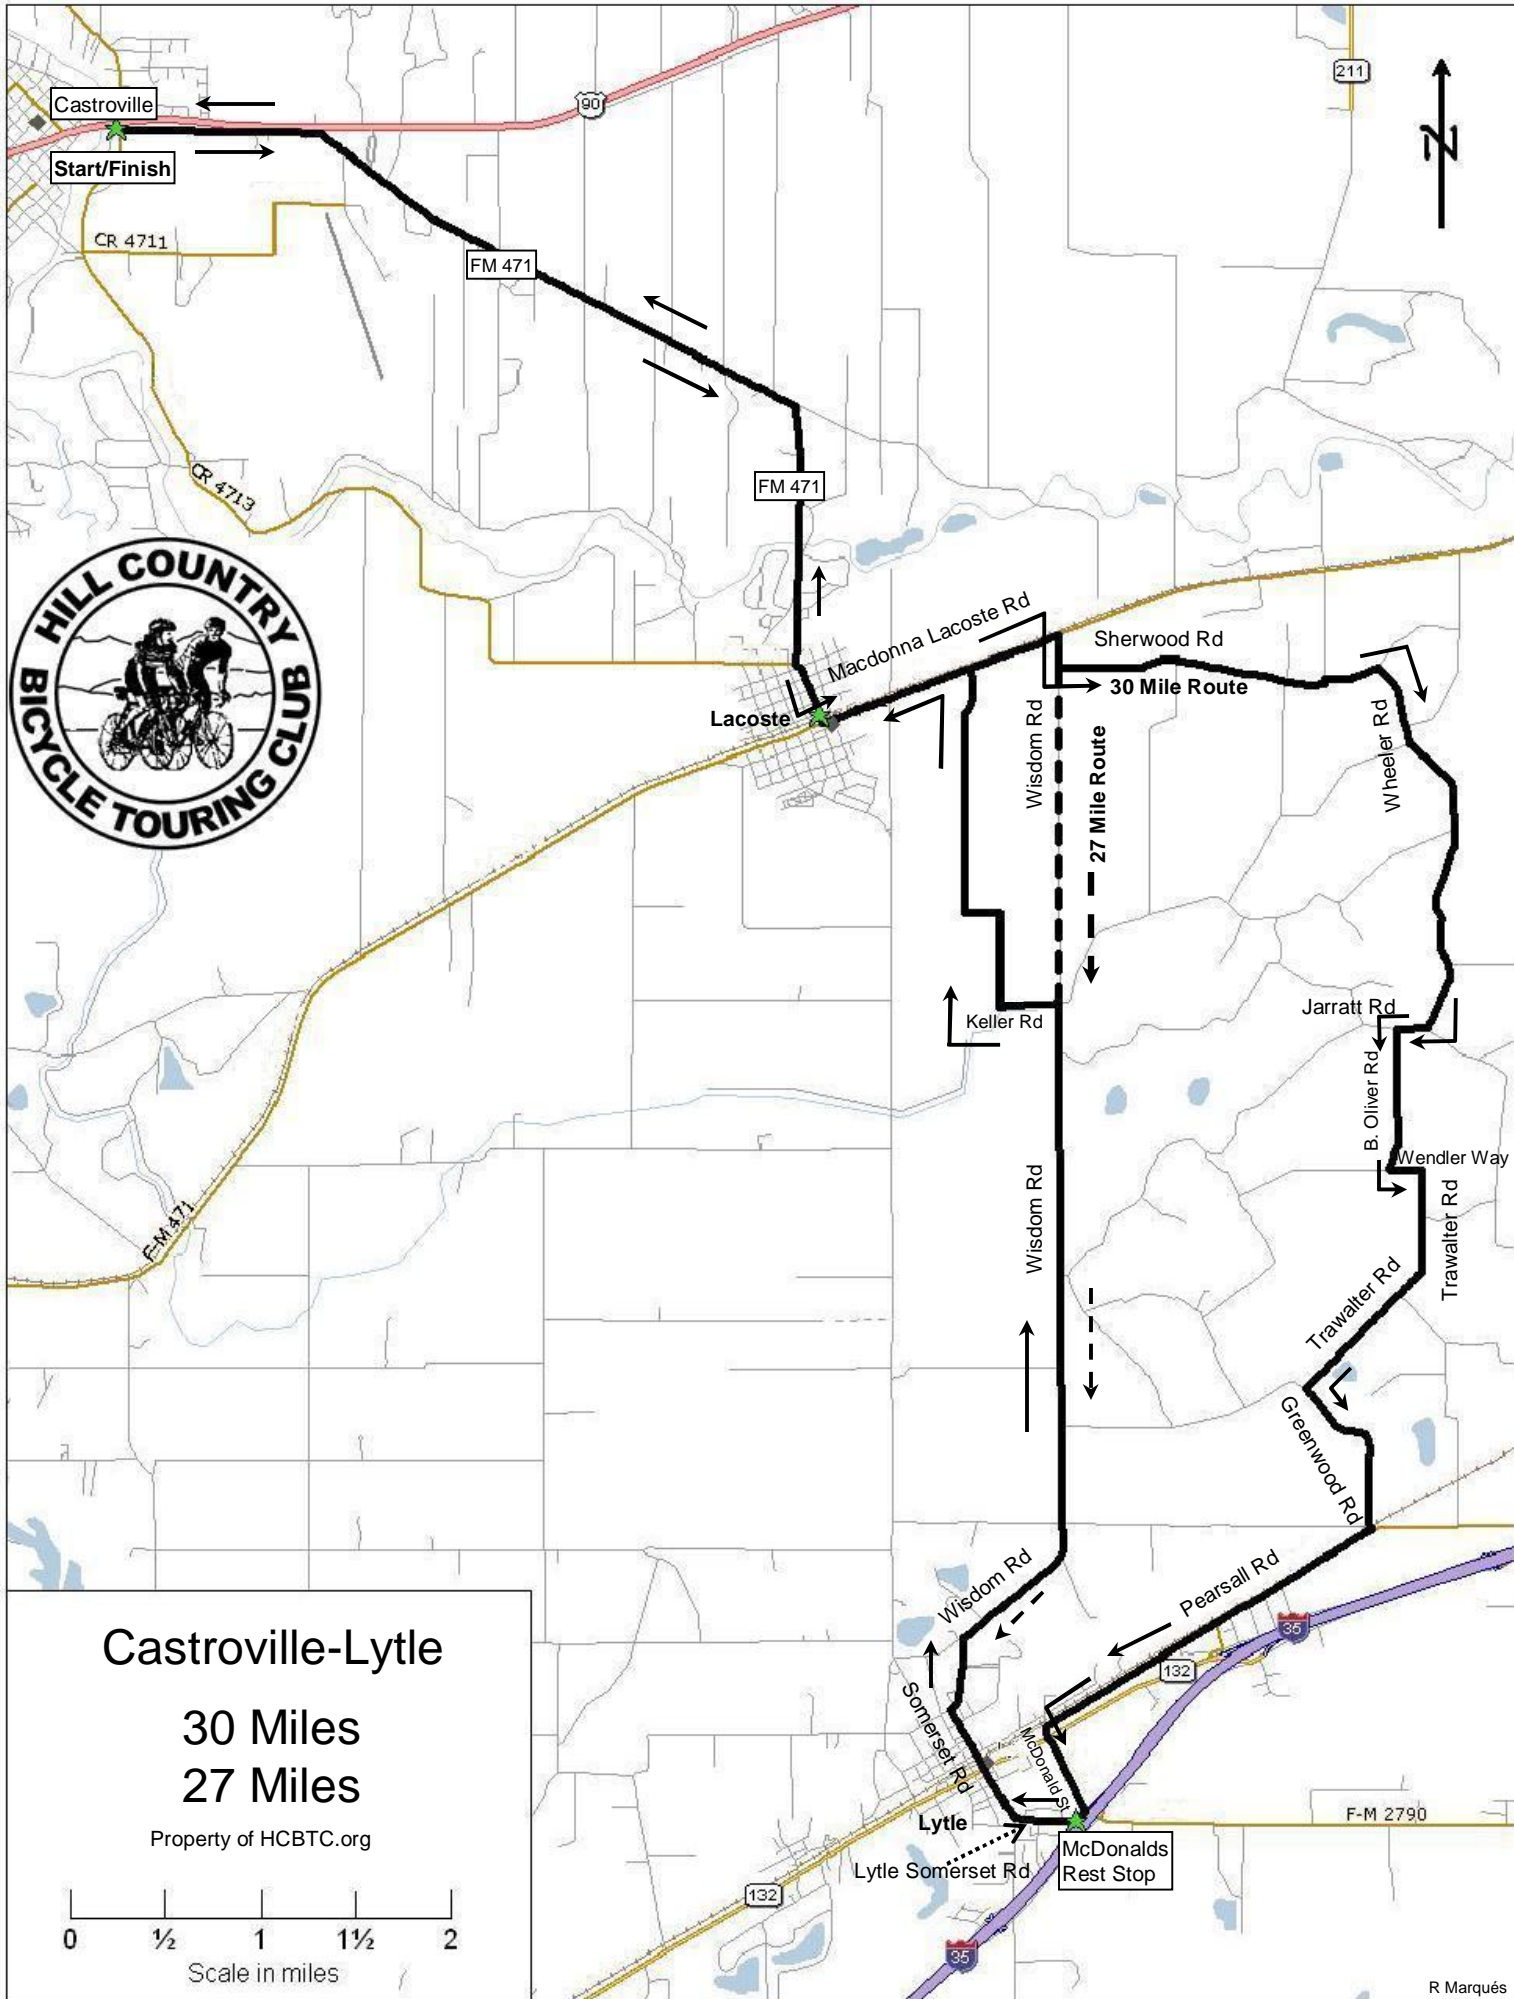 211
90
Castroville
Start/Finish
N
CR 4711
FM 471
CR 4713
FM 471
HILL COUNTRY
BICYCLE TOURING CLUB
Macdonna Lacoste Rd
Sherwood Rd
30 Mile Route
Lacoste
Wisdom Rd
27 Mile Route
Wheeler Rd
Keller Rd
Jarratt Rd
B. Oliver Rd
Wendler Way
Wisdom Rd
Trawalter Rd
F-M 471
Trawalter Rd
Greenwood Rd
Wisdom Rd
Pearsall Rd
35
132
Somerset Rd
McDonald St
Lytle
F-M 2790
McDonalds
Rest Stop
Lytle Somerset Rd
132
35
Castroville-Lytle
30 Miles
27 Miles
Property of HCBTC.org
0 ½ 1 1½ 2
Scale in miles
R Marqués